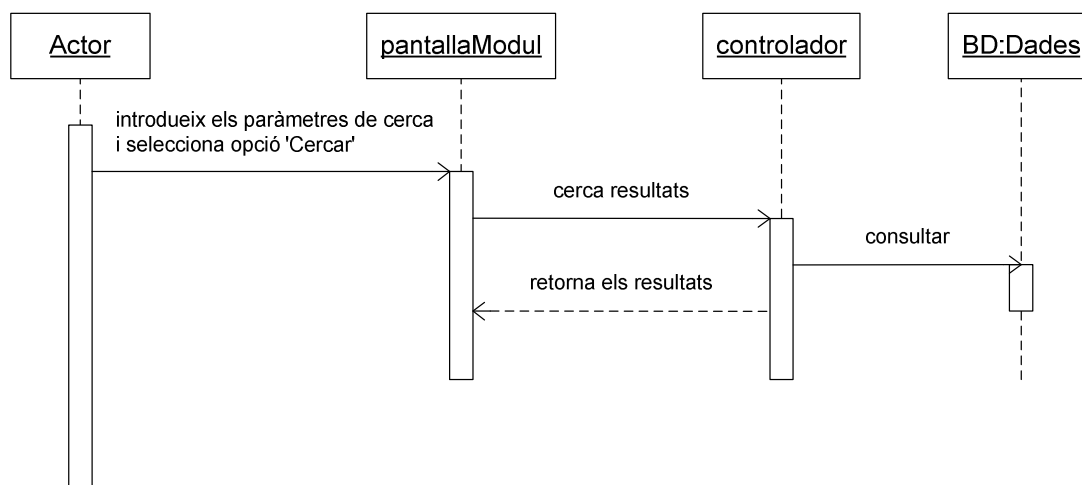 Actor
pantallaModul
controlador
BD:Dades
introdueix els paràmetres de cerca
i selecciona opció 'Cercar'
cerca resultats
consultar
retorna els resultats